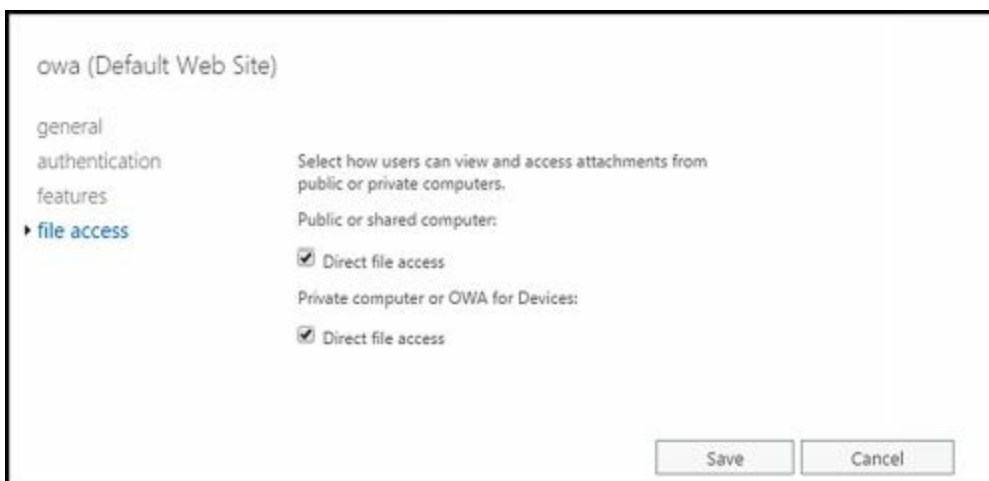 owa (Default Web Site)
general
authentication
features
file access
Select how users can view and access attachments from
public or private computers.
Public or shared computer:
Direct file access
Private computer or OWA for Devices:
Direct file access
Save
Cancel